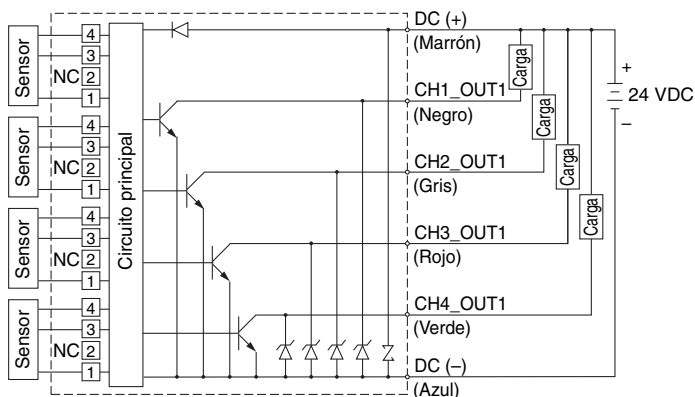 Sensor
4
3
NC 2
1
Sensor
4
3
NC 2
1
Sensor
4
3
NC 2
1
Sensor
4
3
NC 2
1
Circuito principal
DC (+)
(Marrón)
CH1_OUT1
(Negro)
CH2_OUT1
(Gris)
CH3_OUT1
(Rojo)
CH4_OUT1
(Verde)
DC (–)
(Azul)
Carga
Carga
Carga
Carga
+
24 VDC
–